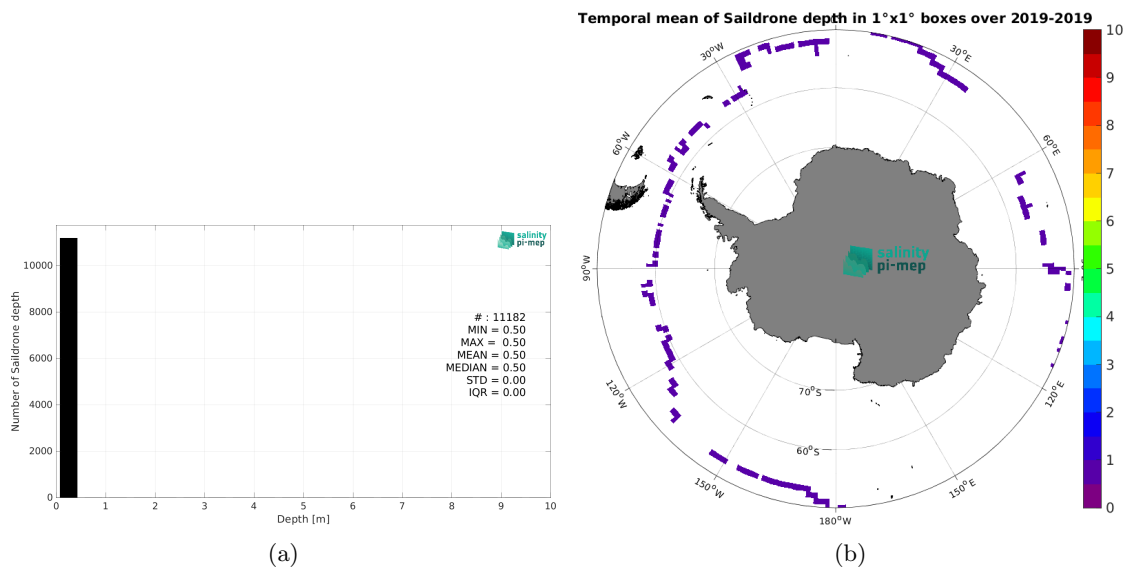 Number of Saildrone depth
10000
8000
6000
4000
2000
0
0 1 2 3 4 5 6 7 8 9 10
Depth [m]
salinity
pi-mep
# : 11182
MIN = 0.50
MAX = 0.50
MEAN = 0.50
MEDIAN = 0.50
STD = 0.00
IQR = 0.00
(a)
Temporal mean of Saildrone depth in 1°x1° boxes over 2019-2019
30°W
30°E
60°W
60°E
90°W
120°W
120°E
150°W
150°E
180°W
70°S
60°S
salinity
pi-mep
10
9
8
7
6
5
4
3
2
1
0
(b)